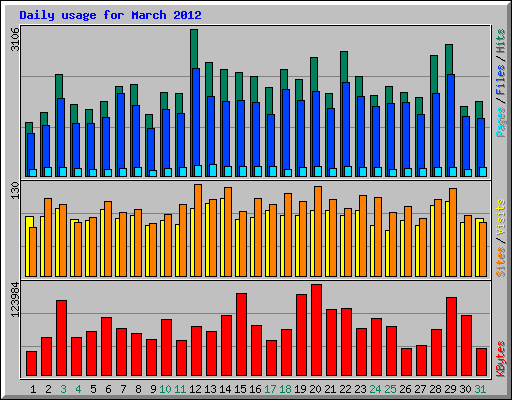 Daily usage for March 2012
3106
Pages / Files / Hits
130
Sites / Visits
123984
KBytes
1 2 3 4 5 6 7 8 9 10 11 12 13 14 15 16 17 18 19 20 21 22 23 24 25 26 27 28 29 30 31